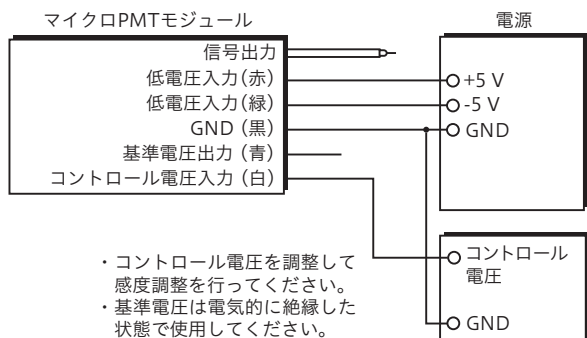 マイクロPMTモジュール
電源
信号出力
低電圧入力(赤)
低電圧入力(緑)
GND (黒)
基準電圧出力 (青)
コントロール電圧入力 (白)
+5 V
-5 V
GND
コントロール
電圧
GND
・コントロール電圧を調整して
感度調整を行ってください。
・基準電圧は電気的に絶縁した
状態で使用してください。